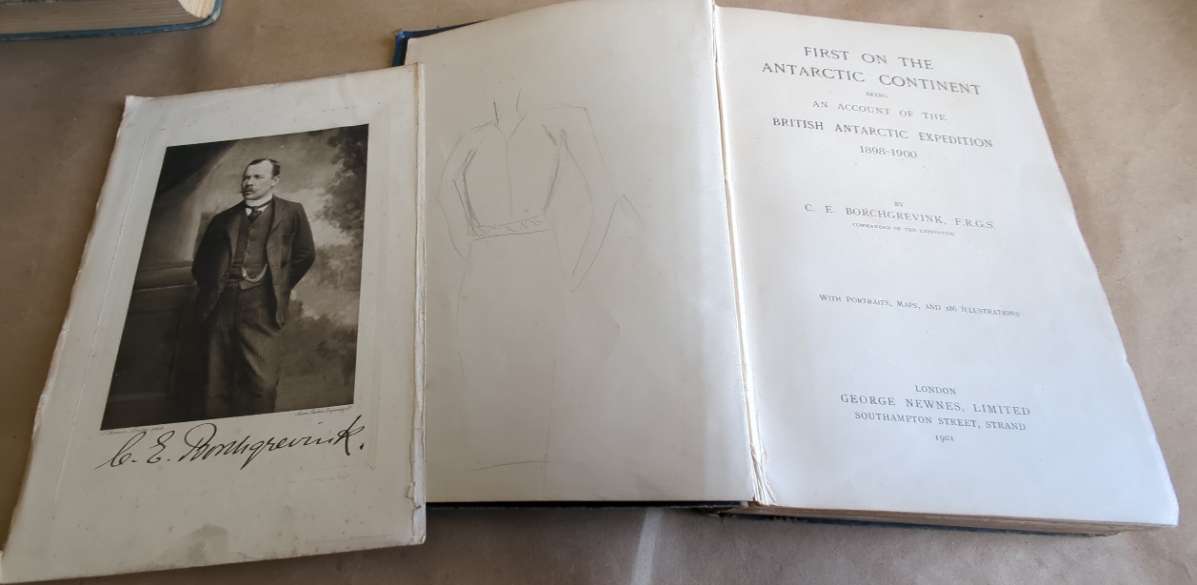 C. E. Borchgrevink.
FIRST ON THE
ANTARCTIC CONTINENT
BEING
AN ACCOUNT OF THE
BRITISH ANTARCTIC EXPEDITION
1898-1900
BY
C. E. BORCHGREVINK, F.R.G.S.
COMMANDER OF THE EXPEDITION
WITH PORTRAITS, MAPS, AND 186 ILLUSTRATIONS
LONDON
GEORGE NEWNES, LIMITED
SOUTHAMPTON STREET, STRAND
1901